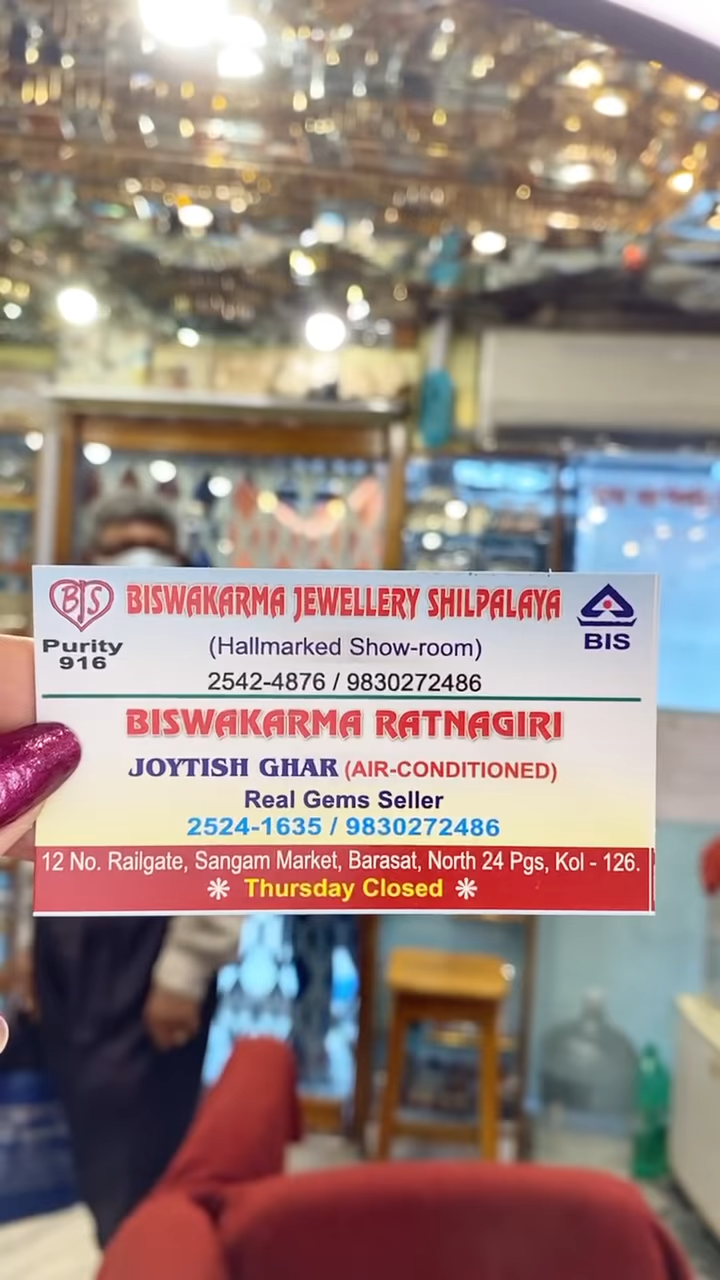 BJS BISWAKARMA JEWELLERY SHILPALAYA
Purity 916 (Hallmarked Show-room) BIS
2542-4876 / 9830272486
BISWAKARMA RATNAGIRI
JOYTISH GHAR (AIR-CONDITIONED)
Real Gems Seller
2524-1635 / 9830272486
12 No. Railgate, Sangam Market, Barasat, North 24 Pgs, Kol - 126.
Thursday Closed